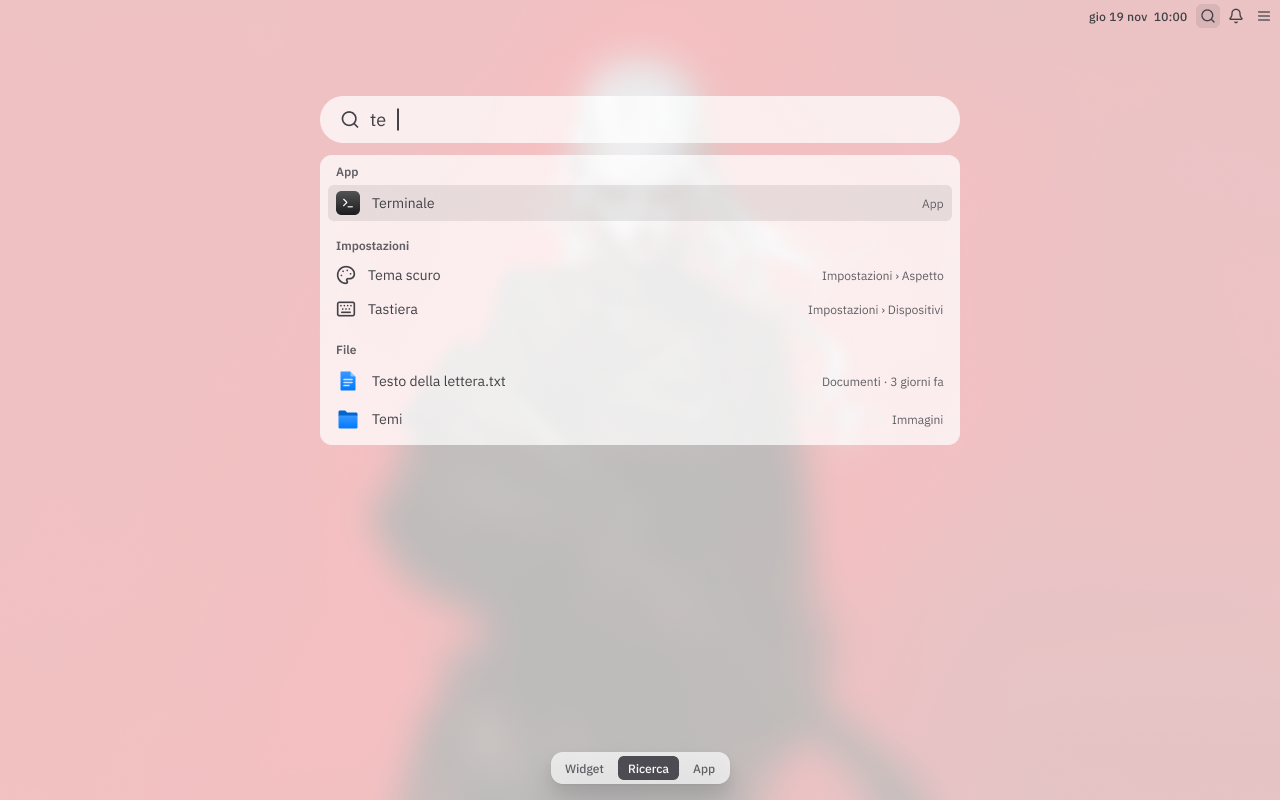 gio 19 nov 10:00
te
App
Terminale App
Impostazioni
Tema scuro Impostazioni › Aspetto
Tastiera Impostazioni › Dispositivi
File
Testo della lettera.txt Documenti · 3 giorni fa
Temi Immagini
Widget Ricerca App